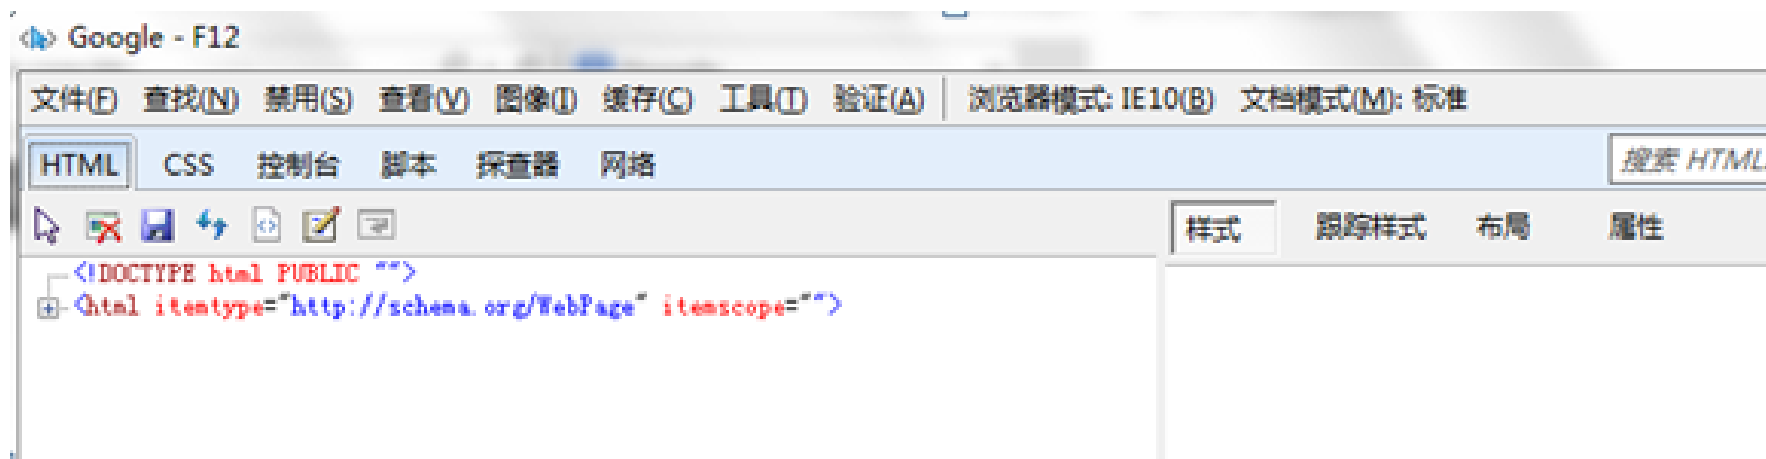 Google - F12
文件(F) 查找(N) 禁用(S) 查看(V) 图像(I) 缓存(C) 工具(T) 验证(A) 浏览器模式: IE10(B) 文档模式(M): 标准
HTML CSS 控制台 脚本 探查器 网络 搜索 HTML
样式 跟踪样式 布局 属性
<!DOCTYPE html PUBLIC "">
<html itemtype="http://schema.org/WebPage" itemscope="">